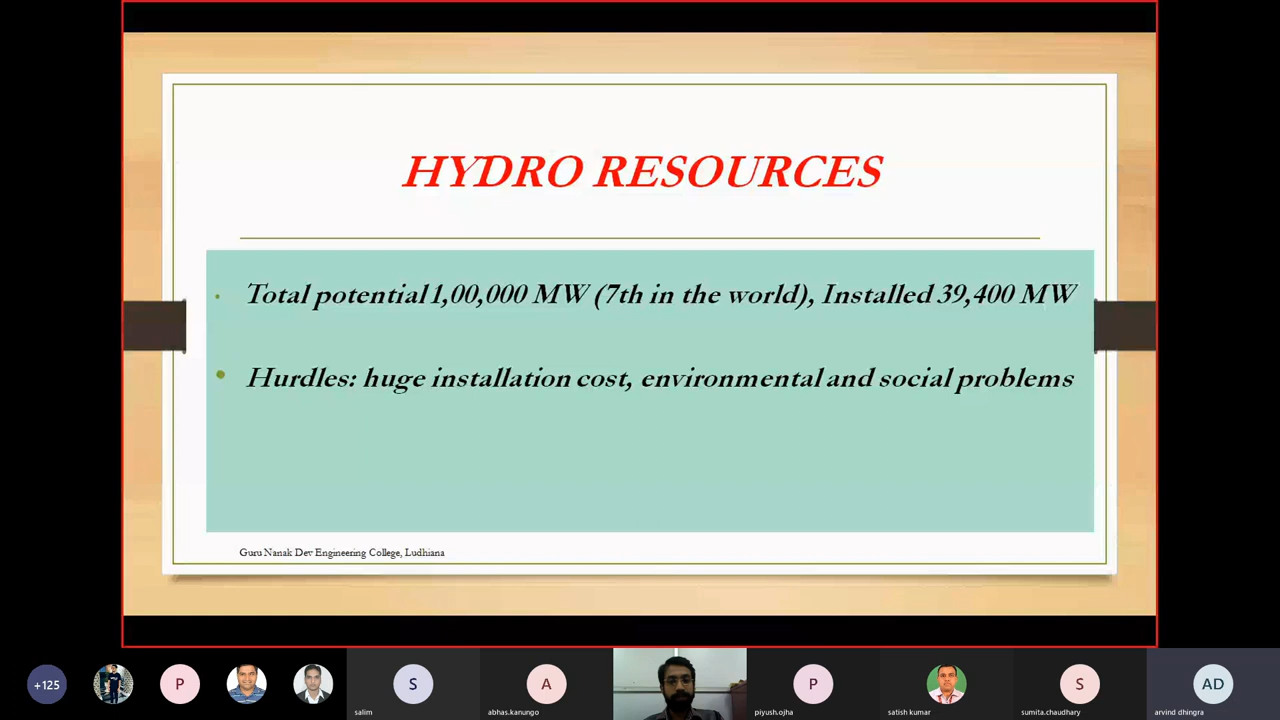 HYDRO RESOURCES
• Total potential 1,00,000 MW (7th in the world), Installed 39,400 MW
• Hurdles: huge installation cost, environmental and social problems
Guru Nanak Dev Engineering College, Ludhiana
+125
P
S
A
P
S
AD
salim
abhas.kanungo
piyush.ojha
satish kumar
sumita.chaudhary
arvind dhingra